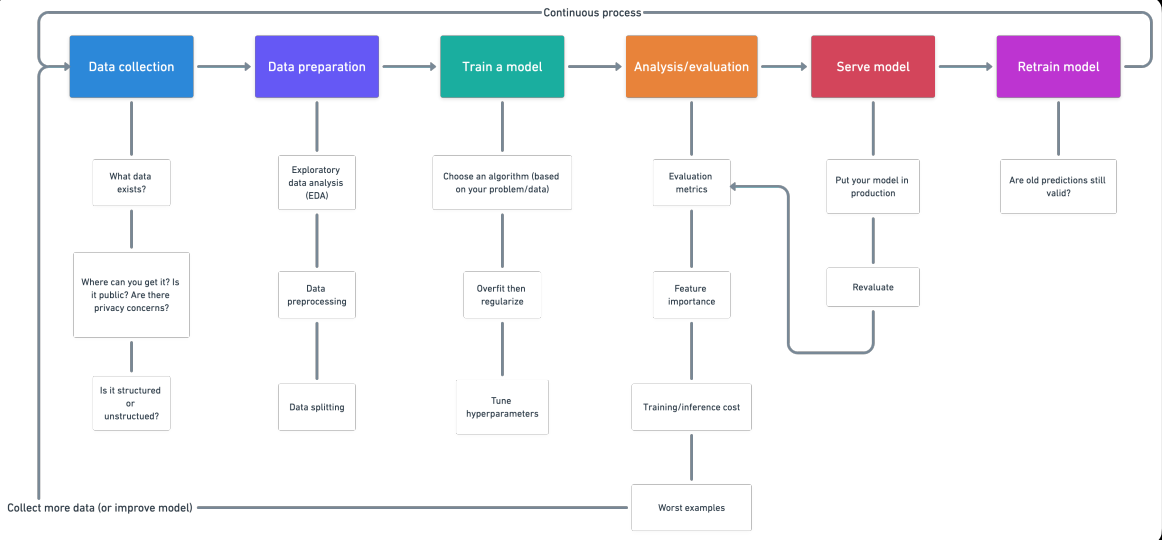 Continuous process
Data collection
Data preparation
Train a model
Analysis/evaluation
Serve model
Retrain model
What data
exists?
Where can you get it? Is
it public? Are there
privacy concerns?
Is it structured
or
unstructued?
Exploratory
data analysis
(EDA)
Data
preprocessing
Data splitting
Choose an algorithm (based
on your problem/data)
Overfit then
regularize
Tune
hyperparameters
Evaluation
metrics
Feature
importance
Training/inference cost
Worst examples
Put your model in
production
Revaluate
Are old predictions still
valid?
Collect more data (or improve model)